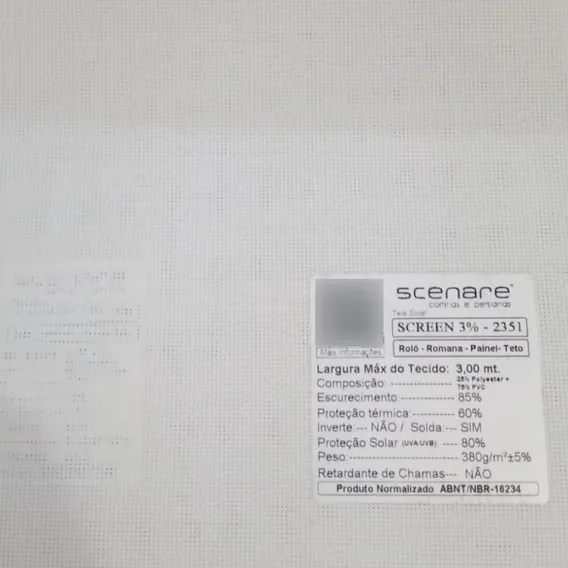 scenare
cortinas e persianas
Tela Solar
SCREEN 3% - 2351
Mais Informações
Rolô - Romana - Painel- Teto
Largura Máx do Tecido: 3,00 mt.
Composição: ---------------- 25% Polyester +
75% PVC
Escurecimento ------------- 85%
Proteção térmica:---------- 60%
Inverte --- NÃO / Solda:--- SIM
Proteção Solar (UVA/UVB) ---- 80%
Peso:---------------------------- 380g/m²±5%
Retardante de Chamas--- NÃO
Produto Normalizado ABNT/NBR-16234